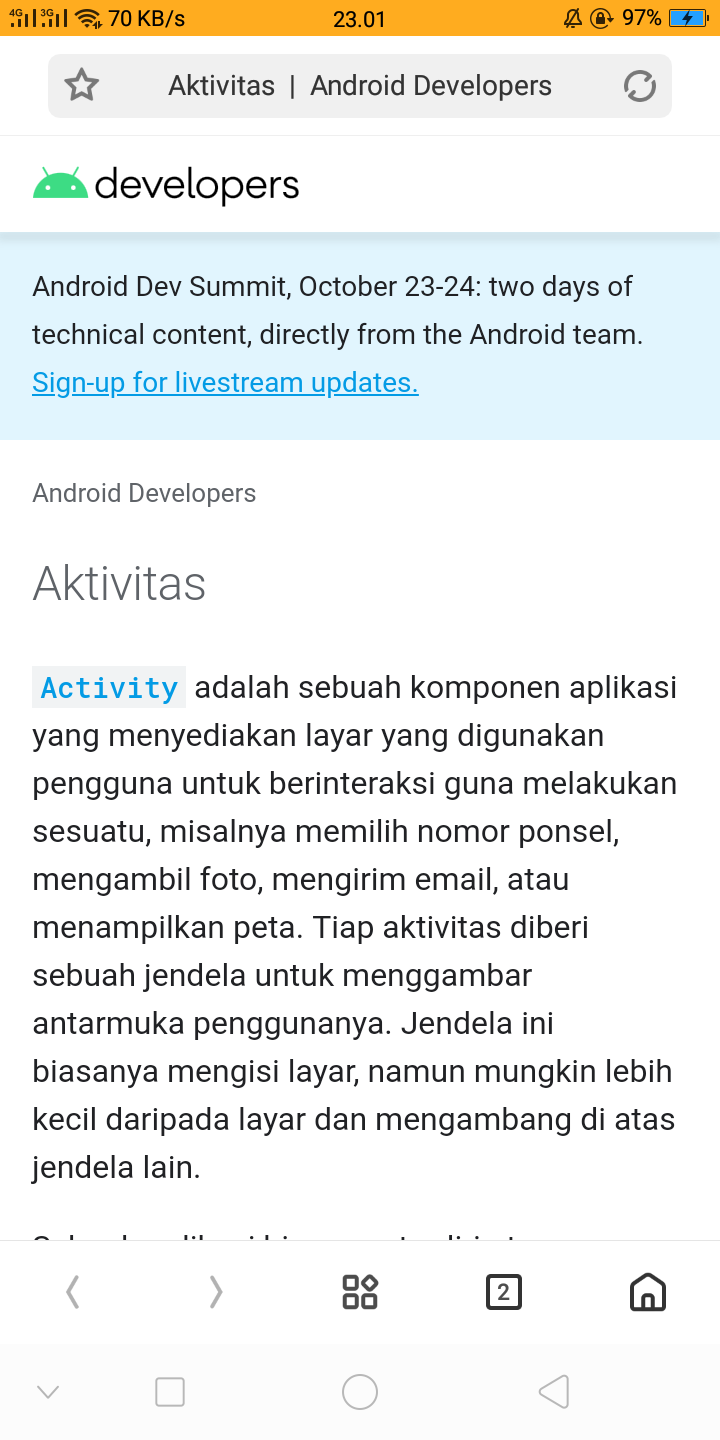 4G 3G 70 KB/s 23.01 97%
Aktivitas | Android Developers
developers
Android Dev Summit, October 23-24: two days of
technical content, directly from the Android team.
Sign-up for livestream updates.
Android Developers
Aktivitas
Activity adalah sebuah komponen aplikasi
yang menyediakan layar yang digunakan
pengguna untuk berinteraksi guna melakukan
sesuatu, misalnya memilih nomor ponsel,
mengambil foto, mengirim email, atau
menampilkan peta. Tiap aktivitas diberi
sebuah jendela untuk menggambar
antarmuka penggunanya. Jendela ini
biasanya mengisi layar, namun mungkin lebih
kecil daripada layar dan mengambang di atas
jendela lain.
2